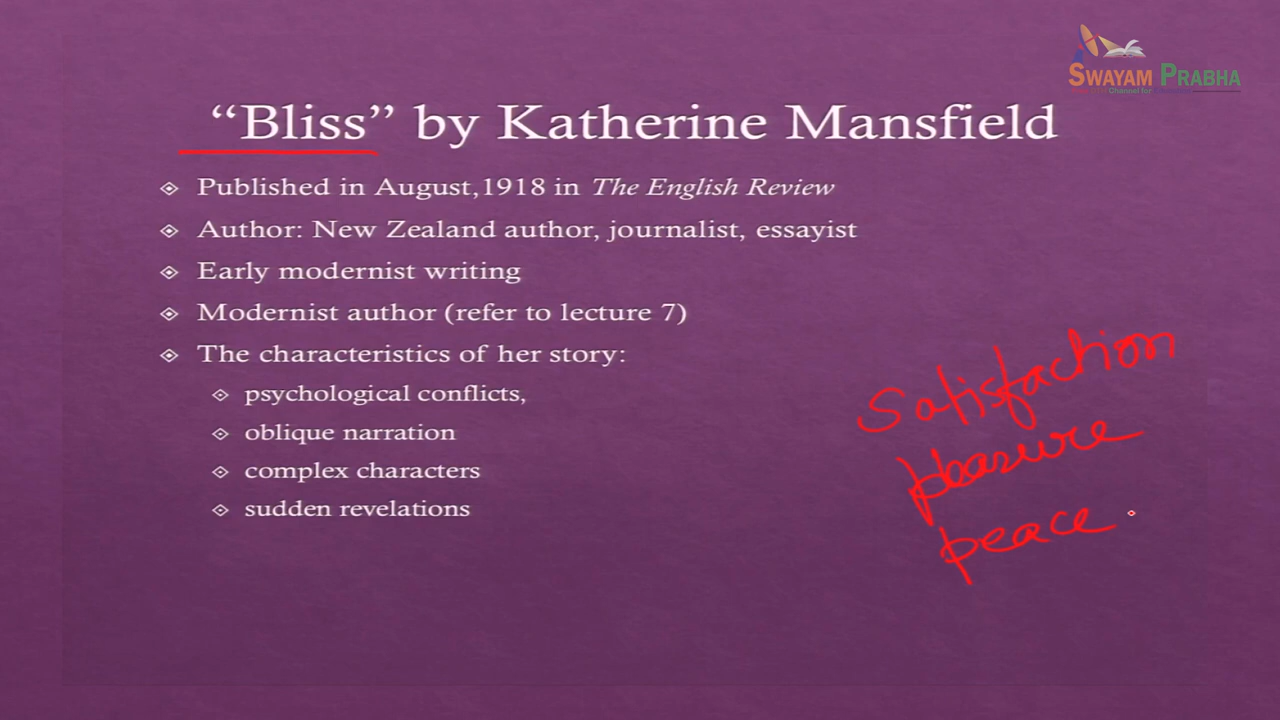 SWAYAM PRABHA
“Bliss” by Katherine Mansfield
Published in August,1918 in The English Review
Author: New Zealand author, journalist, essayist
Early modernist writing
Modernist author (refer to lecture 7)
The characteristics of her story:
psychological conflicts,
oblique narration
complex characters
sudden revelations
Satisfaction
pleasure
peace